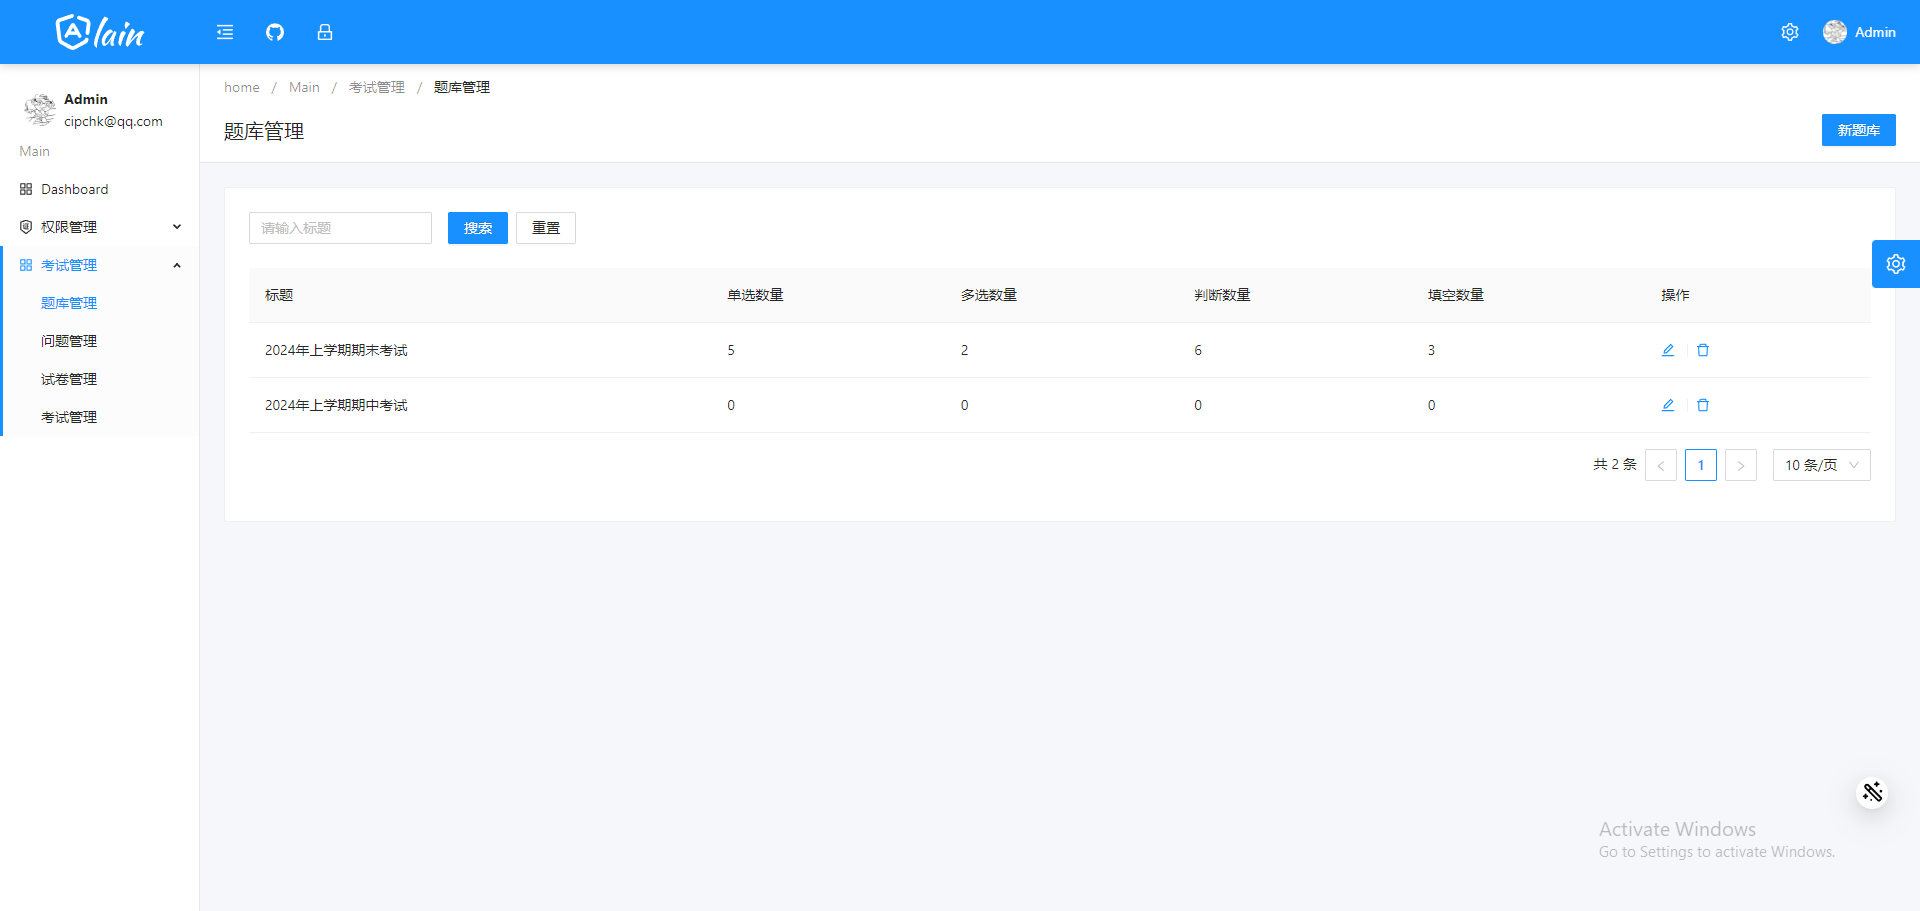 Alain
Admin
Admin
cipchk@qq.com
Main
Dashboard
权限管理
考试管理
题库管理
问题管理
试卷管理
考试管理
home / Main / 考试管理 / 题库管理
题库管理
新题库
请输入标题 搜索 重置
标题 单选数量 多选数量 判断数量 填空数量 操作
2024年上学期期末考试 5 2 6 3
2024年上学期期中考试 0 0 0 0
共 2 条 < 1 > 10 条/页
Activate Windows
Go to Settings to activate Windows.